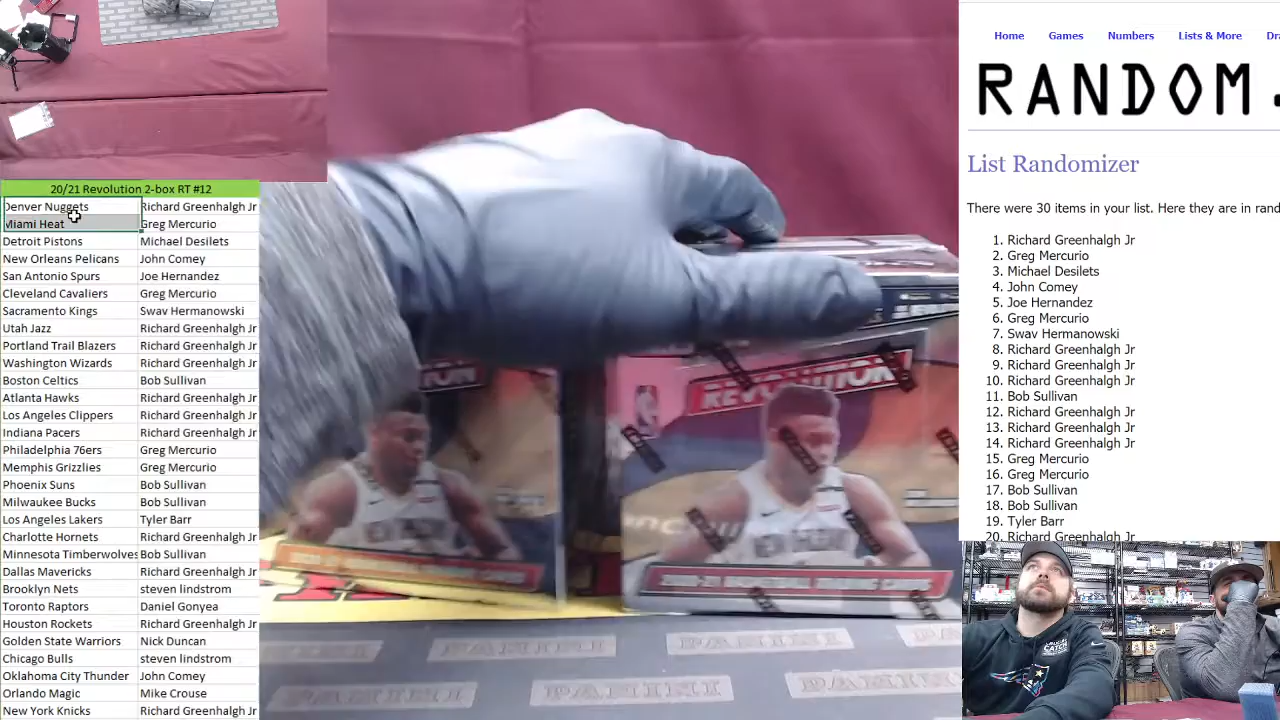 20/21 Revolution 2-box RT #12
Denver Nuggets Richard Greenhalgh Jr
Miami Heat Greg Mercurio
Detroit Pistons Michael Desilets
New Orleans Pelicans John Comey
San Antonio Spurs Joe Hernandez
Cleveland Cavaliers Greg Mercurio
Sacramento Kings Swav Hermanowski
Utah Jazz Richard Greenhalgh Jr
Portland Trail Blazers Richard Greenhalgh Jr
Washington Wizards Richard Greenhalgh Jr
Boston Celtics Bob Sullivan
Atlanta Hawks Richard Greenhalgh Jr
Los Angeles Clippers Richard Greenhalgh Jr
Indiana Pacers Richard Greenhalgh Jr
Philadelphia 76ers Greg Mercurio
Memphis Grizzlies Greg Mercurio
Phoenix Suns Bob Sullivan
Milwaukee Bucks Bob Sullivan
Los Angeles Lakers Tyler Barr
Charlotte Hornets Richard Greenhalgh Jr
Minnesota Timberwolves Bob Sullivan
Dallas Mavericks Richard Greenhalgh Jr
Brooklyn Nets steven lindstrom
Toronto Raptors Daniel Gonyea
Houston Rockets Richard Greenhalgh Jr
Golden State Warriors Nick Duncan
Chicago Bulls steven lindstrom
Oklahoma City Thunder John Comey
Orlando Magic Mike Crouse
New York Knicks Richard Greenhalgh Jr
REVOLUTION
PANINI PANINI PANINI
PANINI PANINI
Home Games Numbers Lists & More Dr
RANDOM.
List Randomizer
There were 30 items in your list. Here they are in rand
1. Richard Greenhalgh Jr
2. Greg Mercurio
3. Michael Desilets
4. John Comey
5. Joe Hernandez
6. Greg Mercurio
7. Swav Hermanowski
8. Richard Greenhalgh Jr
9. Richard Greenhalgh Jr
10. Richard Greenhalgh Jr
11. Bob Sullivan
12. Richard Greenhalgh Jr
13. Richard Greenhalgh Jr
14. Richard Greenhalgh Jr
15. Greg Mercurio
16. Greg Mercurio
17. Bob Sullivan
18. Bob Sullivan
19. Tyler Barr
20. Richard Greenhalgh Jr